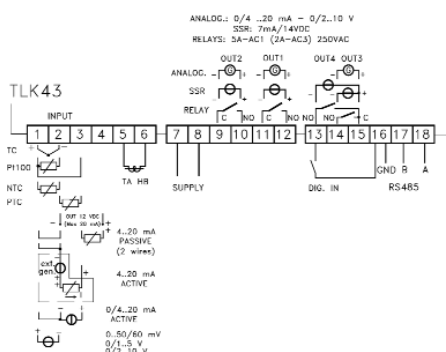 ANALOG.: 0/4 ..20 mA - 0/2..10 V
SSR: 7mA/14VDC
RELAYS: 5A-AC1 (2A-AC3) 250VAC
OUT2 OUT1 OUT4 OUT3
ANALOG. - G + - G +
SSR
RELAY
TLK43
C NO C NO NO C
INPUT
1 2 3 4 5 6 7 8 9 10 11 12 13 14 15 16 17 18
TC
Pt100
NTC
PTC
TA HB
SUPPLY
DIG. IN
GND B A
RS485
OUT 12 VDC
(Max 20 mA)
4..20 mA
PASSIVE
(2 wires)
ext.
gen.
4..20 mA
ACTIVE
0/4..20 mA
ACTIVE
0..50/60 mV
0/1..5 V
0/2..10 V